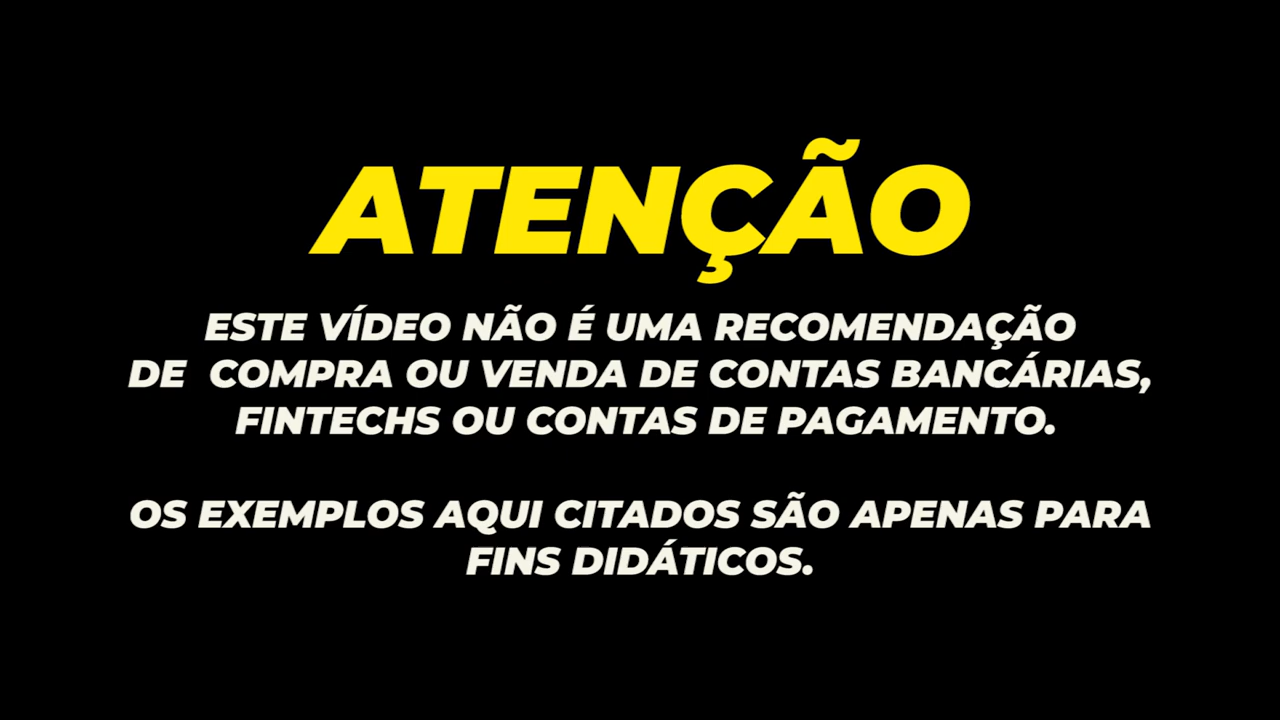 ATENÇÃO
ESTE VÍDEO NÃO É UMA RECOMENDAÇÃO
DE COMPRA OU VENDA DE CONTAS BANCÁRIAS,
FINTECHS OU CONTAS DE PAGAMENTO.
OS EXEMPLOS AQUI CITADOS SÃO APENAS PARA
FINS DIDÁTICOS.